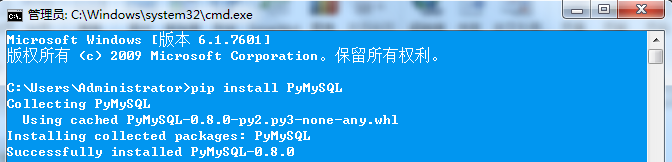 管理员: C:\Windows\system32\cmd.exe
Microsoft Windows [版本 6.1.7601]
版权所有 (c) 2009 Microsoft Corporation。保留所有权利。
C:\Users\Administrator>pip install PyMySQL
Collecting PyMySQL
  Using cached PyMySQL-0.8.0-py2.py3-none-any.whl
Installing collected packages: PyMySQL
Successfully installed PyMySQL-0.8.0